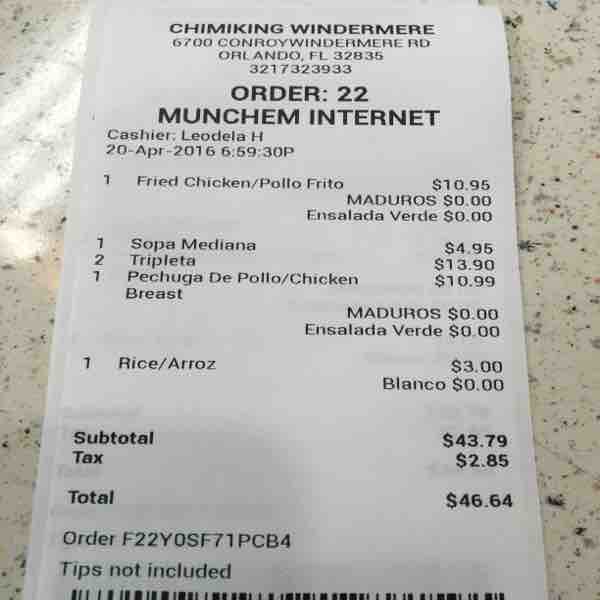 CHIMIKING WINDERMERE
6700 CONROYWINDERMERE RD
ORLANDO, FL 32835
3217323933
ORDER: 22
MUNCHEM INTERNET
Cashier: Leodela H
20-Apr-2016 6:59:30P
1 Fried Chicken/Pollo Frito $10.95
MADUROS $0.00
Ensalada Verde $0.00
1 Sopa Mediana $4.95
2 Tripleta $13.90
1 Pechuga De Pollo/Chicken $10.99
Breast
MADUROS $0.00
Ensalada Verde $0.00
1 Rice/Arroz $3.00
Blanco $0.00
Subtotal $43.79
Tax $2.85
Total $46.64
Order F22Y0SF71PCB4
Tips not included